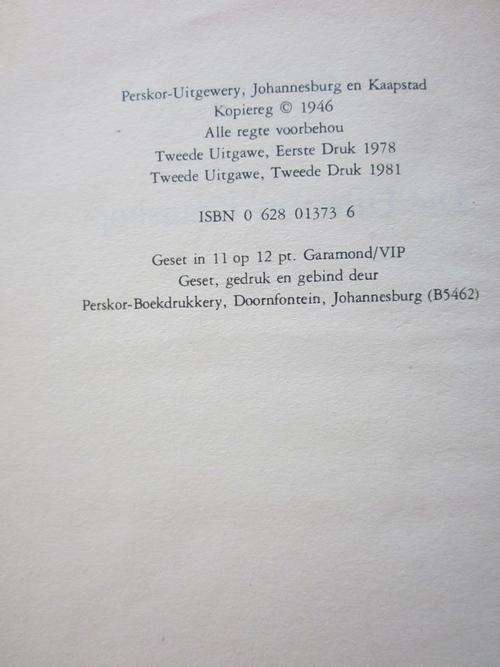 Perskor-Uitgewery, Johannesburg en Kaapstad
Kopiereg © 1946
Alle regte voorbehou
Tweede Uitgawe, Eerste Druk 1978
Tweede Uitgawe, Tweede Druk 1981
ISBN 0 628 01373 6
Geset in 11 op 12 pt. Garamond/VIP
Geset, gedruk en gebind deur
Perskor-Boekdrukkery, Doornfontein, Johannesburg (B5462)